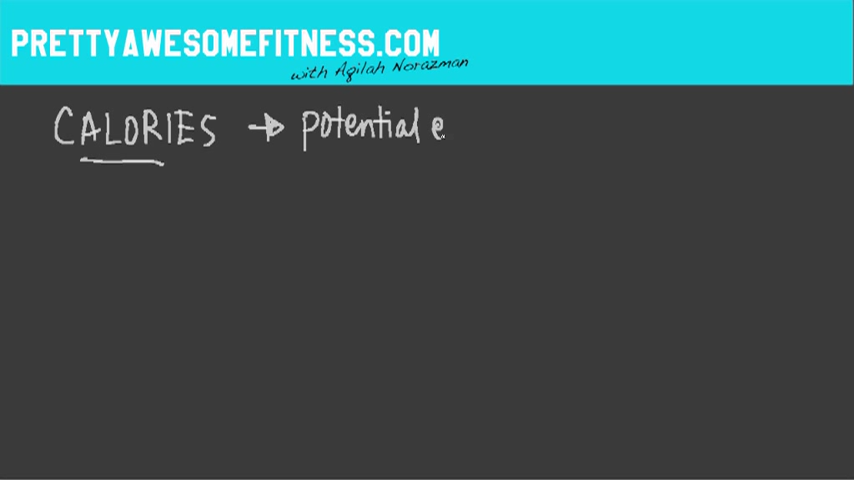 PRETTYAWESOMEFITNESS.COM
with Aqilah Norazman
CALORIES → potential e